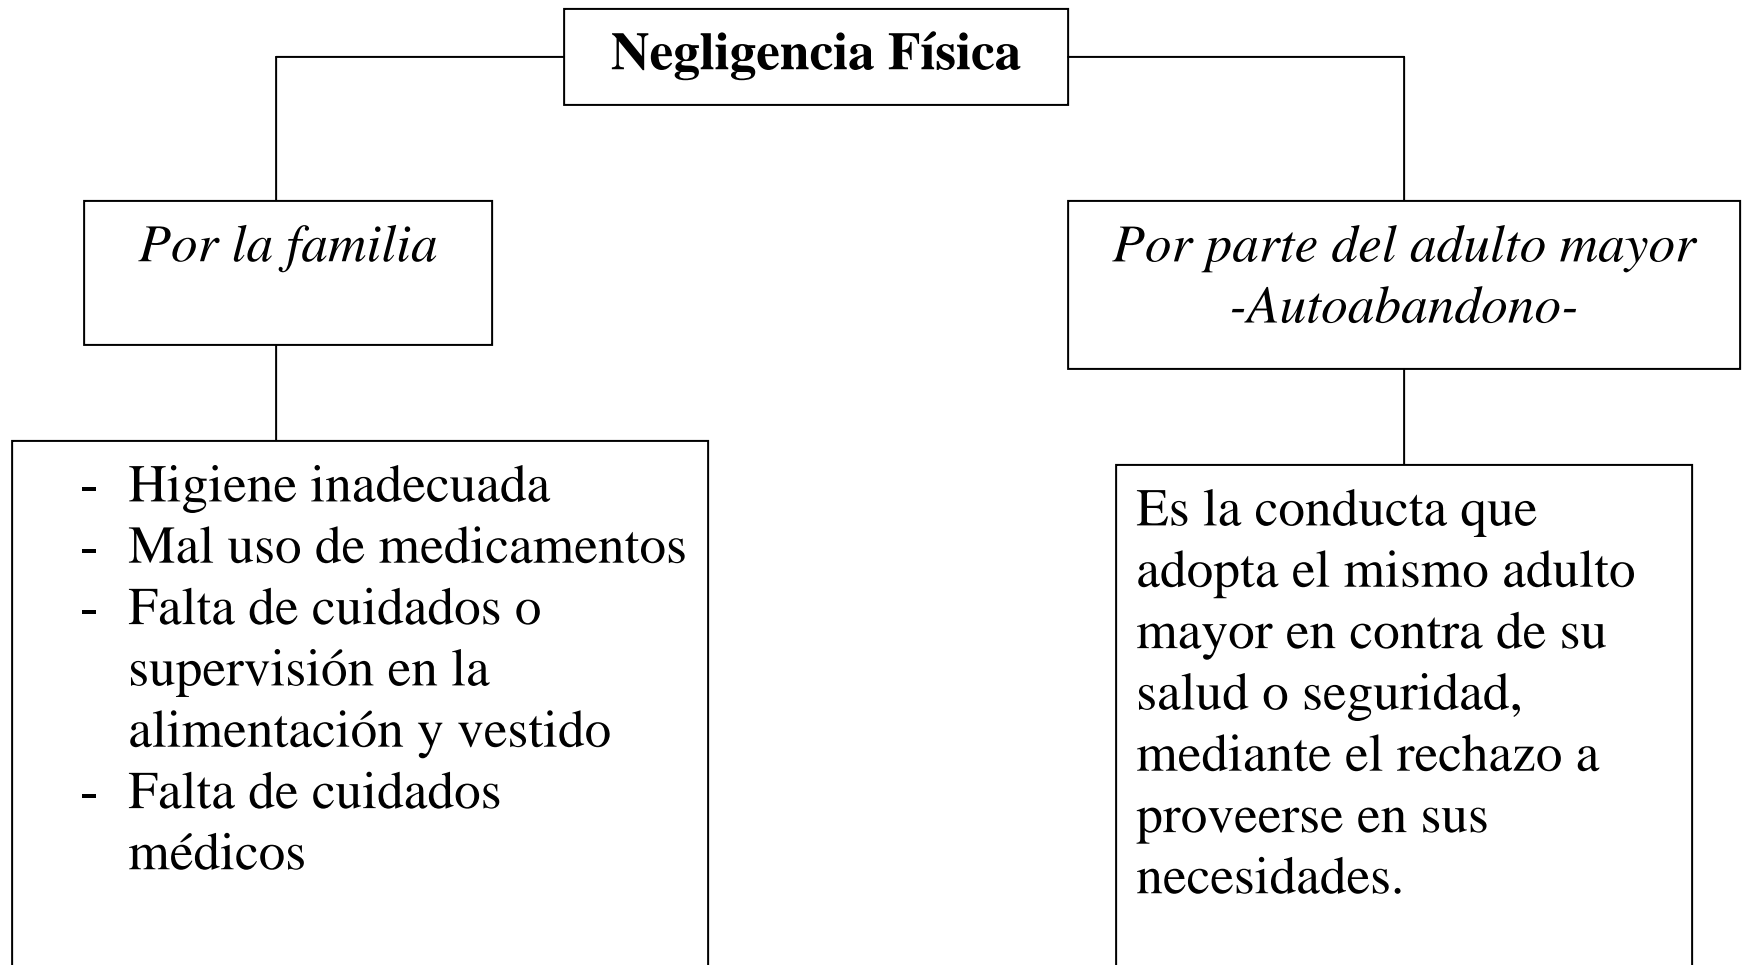 Negligencia Física
Por la familia
Por parte del adulto mayor
-Autoabandono-
- Higiene inadecuada
- Mal uso de medicamentos
- Falta de cuidados o
supervisión en la
alimentación y vestido
- Falta de cuidados
médicos
Es la conducta que
adopta el mismo adulto
mayor en contra de su
salud o seguridad,
mediante el rechazo a
proveerse en sus
necesidades.